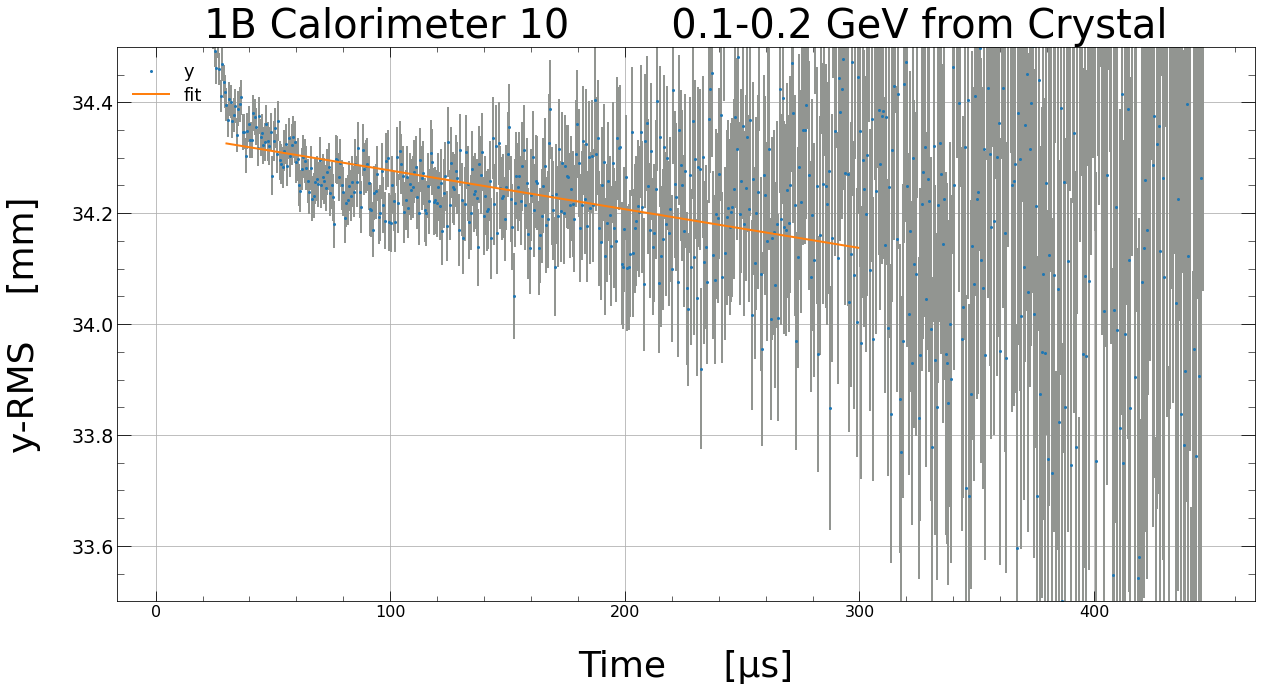 1B Calorimeter 10 0.1-0.2 GeV from Crystal
y
fit
34.4
34.2
34.0
33.8
33.6
y-RMS [mm]
0 100 200 300 400
Time [μs]